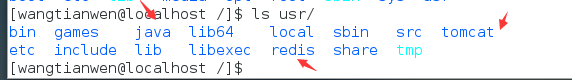 [wangtianwen@localhost /]$ ls usr/
bin games java lib64 local sbin src tomcat
etc include lib libexec redis share tmp
[wangtianwen@localhost /]$